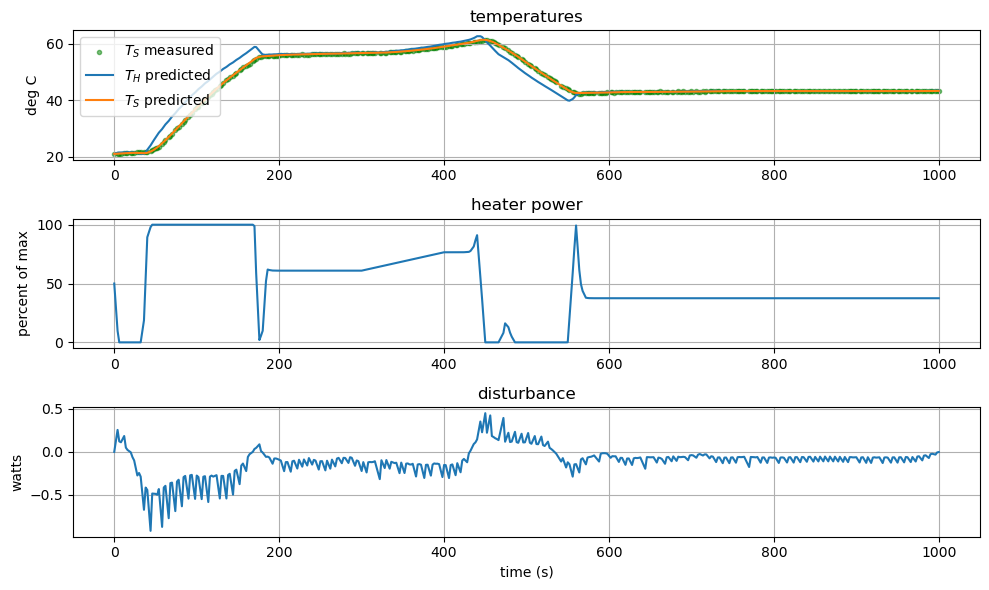 temperatures
deg C
60
40
20
T_S measured
T_H predicted
T_S predicted
0 200 400 600 800 1000
heater power
percent of max
100
50
0
0 200 400 600 800 1000
disturbance
watts
0.5
0.0
−0.5
0 200 400 600 800 1000
time (s)